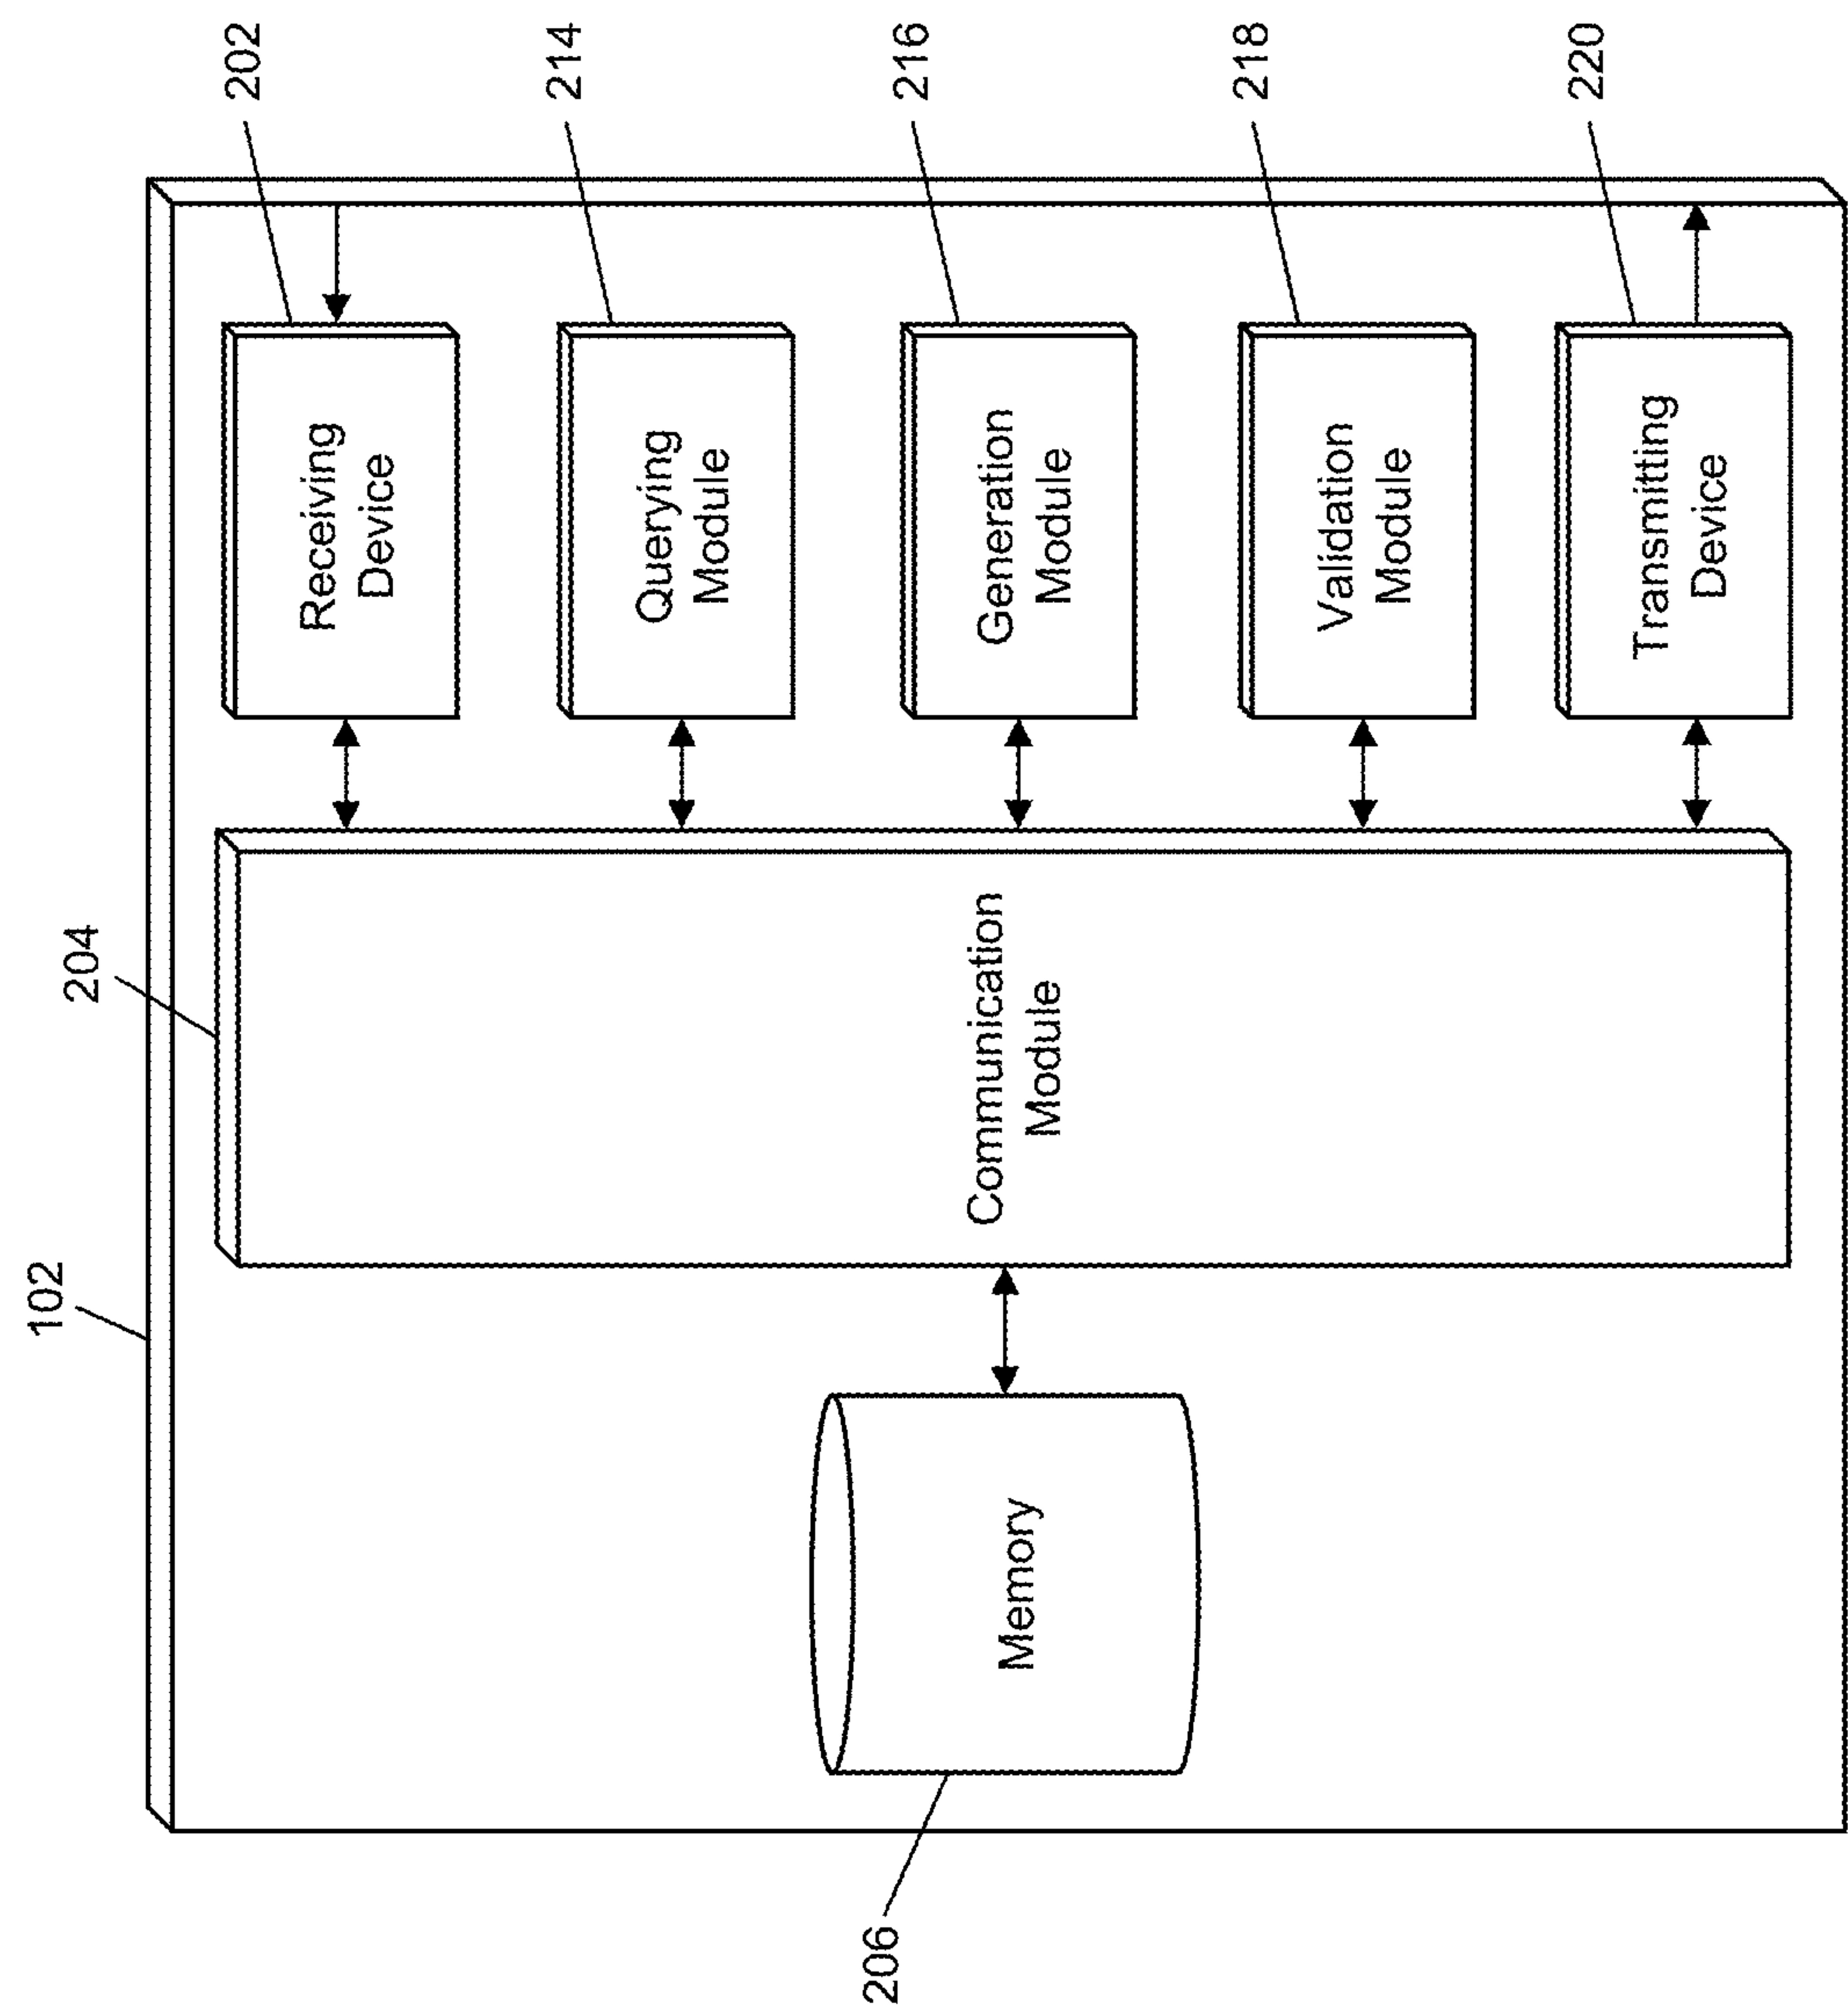 102
204
202
Receiving
Device
214
Querying
Module
216
Generation
Module
218
Validation
Module
220
Transmitting
Device
Communication
Module
Memory
206